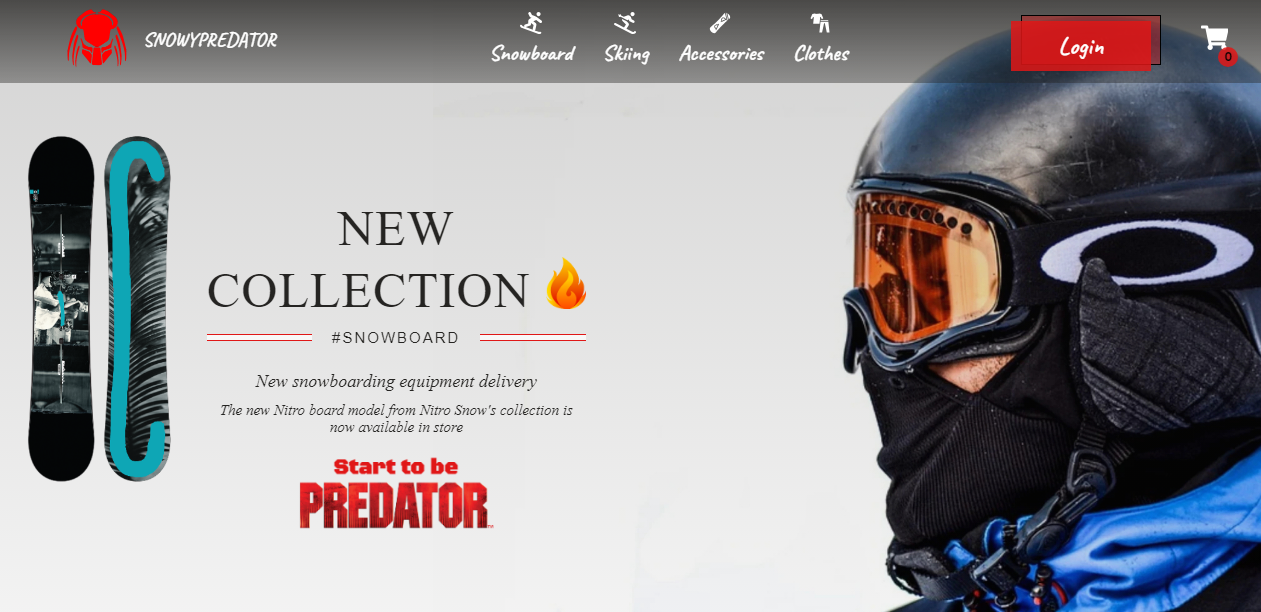 SNOWYPREDATOR
Snowboard
Skiing
Accessories
Clothes
Login
0
NEW
COLLECTION 🔥
#SNOWBOARD
New snowboarding equipment delivery
The new Nitro board model from Nitro Snow's collection is
now available in store
Start to be
PREDATOR